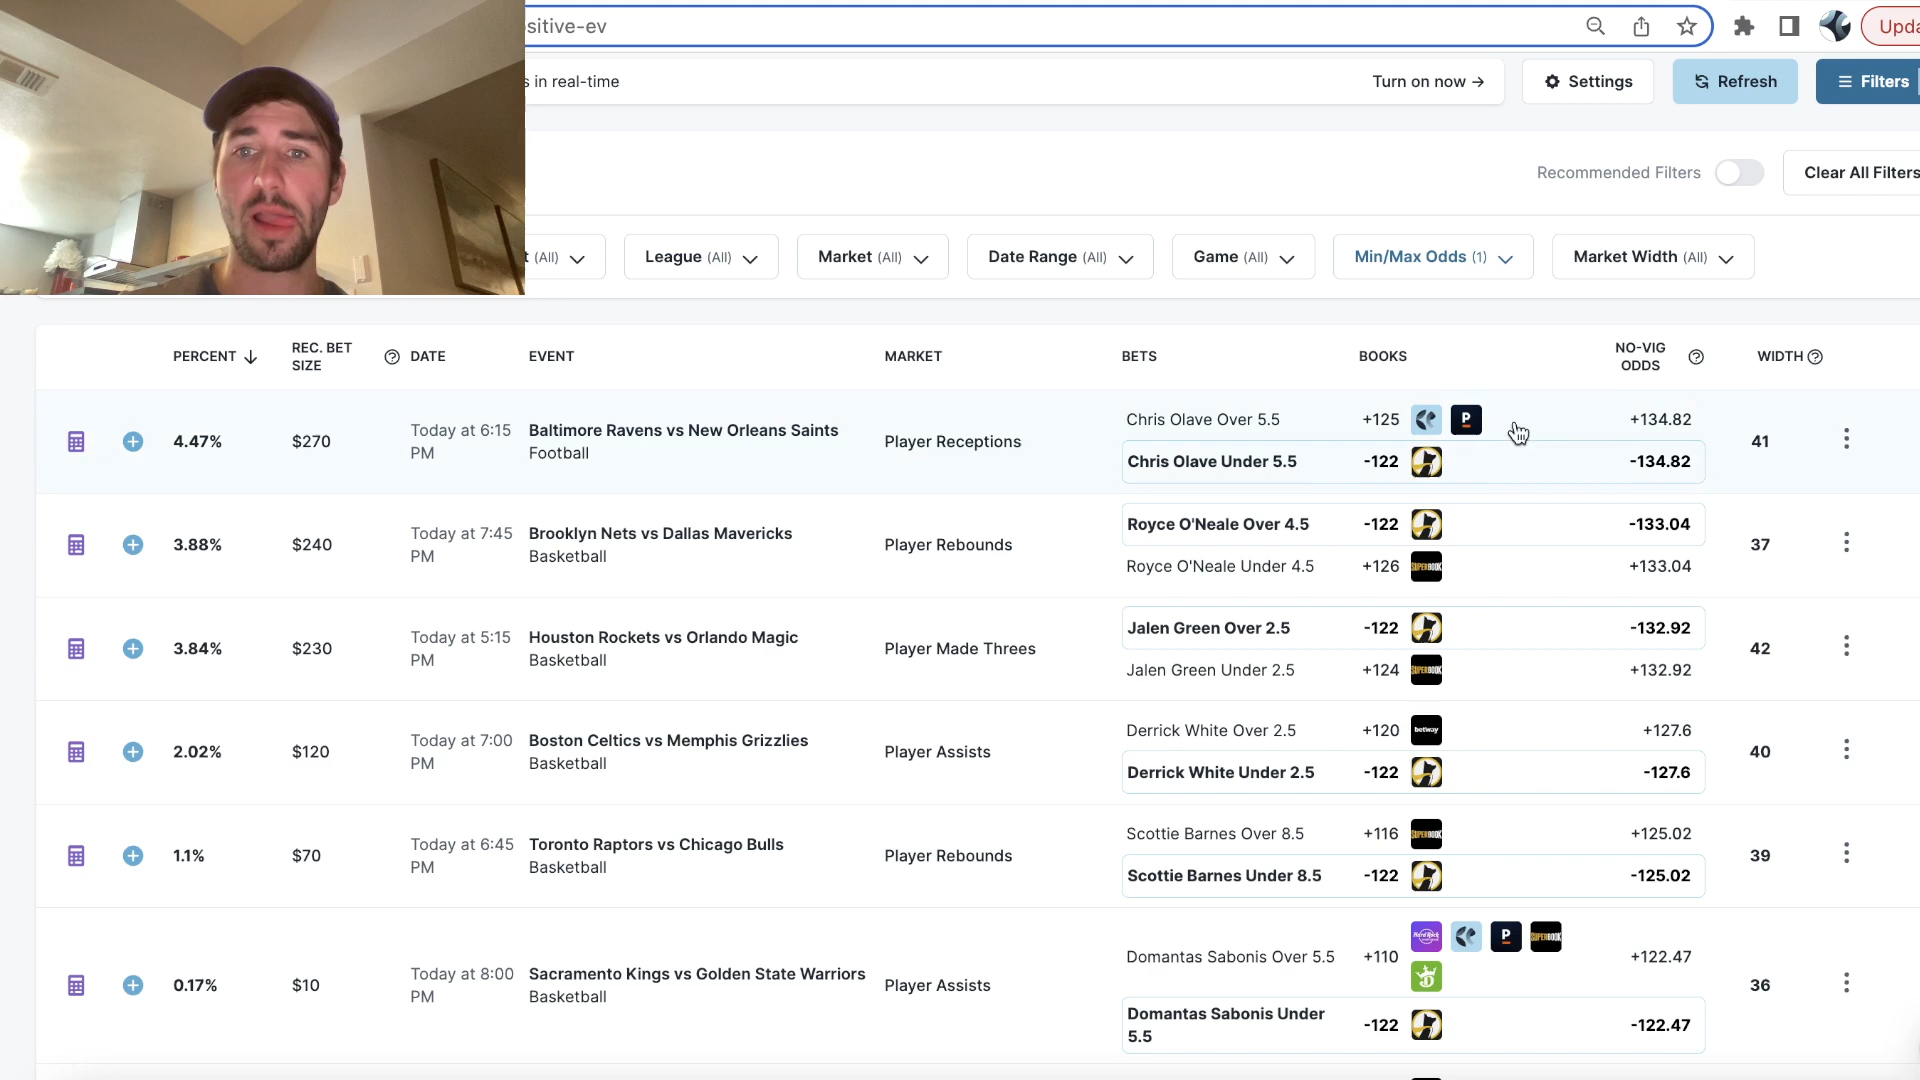 sitive-ev
Upda
s in real-time
Turn on now →
Settings
Refresh
Filters
Recommended Filters
Clear All Filters
t (All)
League (All)
Market (All)
Date Range (All)
Game (All)
Min/Max Odds (1)
Market Width (All)
PERCENT
REC. BET
SIZE
DATE
EVENT
MARKET
BETS
BOOKS
NO-VIG
ODDS
WIDTH
4.47%
$270
Today at 6:15
PM
Baltimore Ravens vs New Orleans Saints
Football
Player Receptions
Chris Olave Over 5.5
+125
P
+134.82
Chris Olave Under 5.5
-122
-134.82
41
3.88%
$240
Today at 7:45
PM
Brooklyn Nets vs Dallas Mavericks
Basketball
Player Rebounds
Royce O'Neale Over 4.5
-122
-133.04
Royce O'Neale Under 4.5
+126
SUPERBOOK
+133.04
37
3.84%
$230
Today at 5:15
PM
Houston Rockets vs Orlando Magic
Basketball
Player Made Threes
Jalen Green Over 2.5
-122
-132.92
Jalen Green Under 2.5
+124
SUPERBOOK
+132.92
42
2.02%
$120
Today at 7:00
PM
Boston Celtics vs Memphis Grizzlies
Basketball
Player Assists
Derrick White Over 2.5
+120
betway
+127.6
Derrick White Under 2.5
-122
-127.6
40
1.1%
$70
Today at 6:45
PM
Toronto Raptors vs Chicago Bulls
Basketball
Player Rebounds
Scottie Barnes Over 8.5
+116
SUPERBOOK
+125.02
Scottie Barnes Under 8.5
-122
-125.02
39
0.17%
$10
Today at 8:00
PM
Sacramento Kings vs Golden State Warriors
Basketball
Player Assists
Domantas Sabonis Over 5.5
+110
Hard Rock
P
SUPERBOOK
+122.47
Domantas Sabonis Under
5.5
-122
-122.47
36